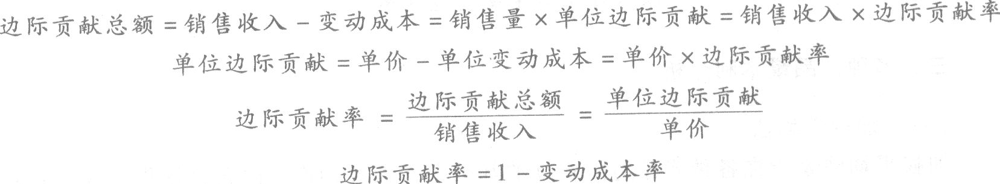 边际贡献总额=销售收入-变动成本=销售量×单位边际贡献=销售收入×边际贡献率
单位边际贡献=单价-单位变动成本=单价×边际贡献率
边际贡献率 = 边际贡献总额/销售收入 = 单位边际贡献/单价
边际贡献率=1-变动成本率